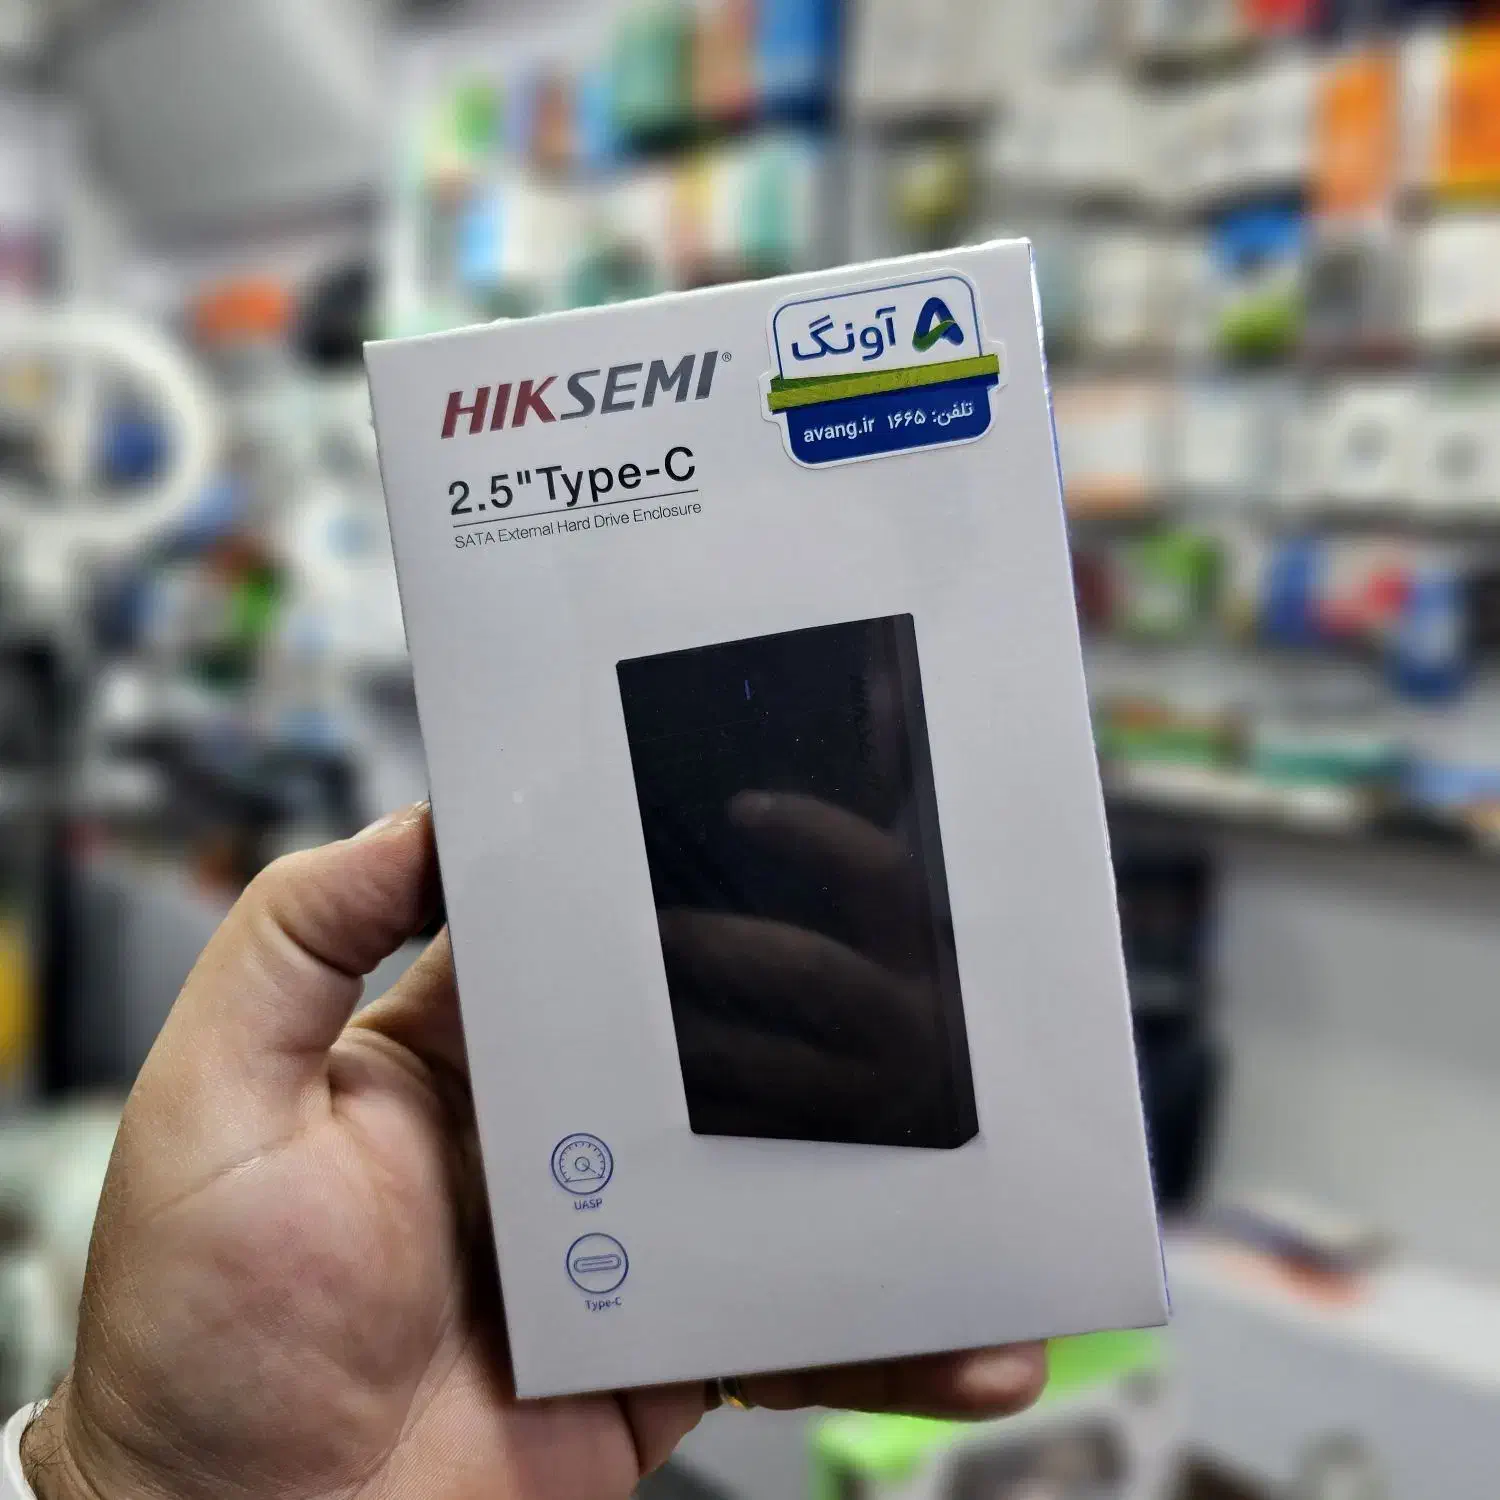 HIKSEMI®
2.5" Type-C
SATA External Hard Drive Enclosure
آونگ
تلفن: ۱۶۶۵ avang.ir
UASP
Type-C